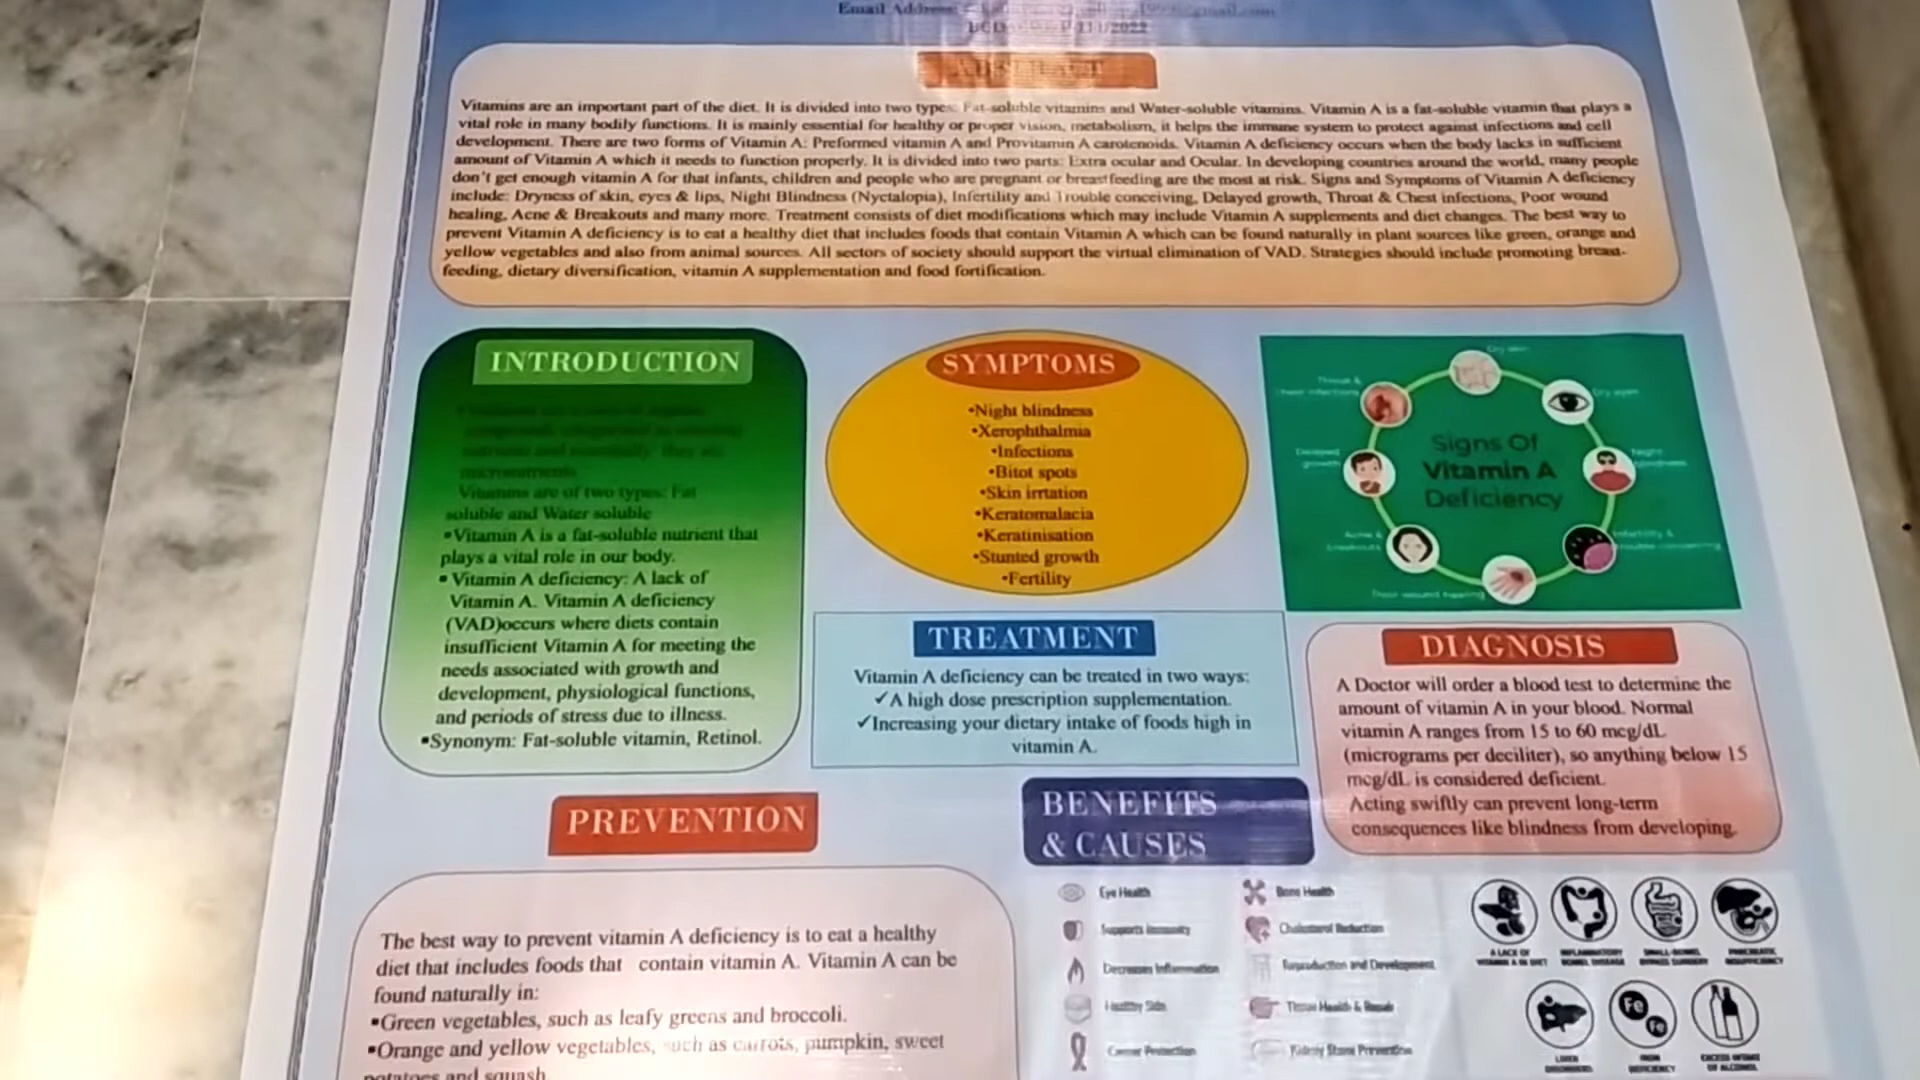 Email Address:
ABSTRACT
Vitamins are an important part of the diet. It is divided into two types: Fat-soluble vitamins and Water-soluble vitamins. Vitamin A is a fat-soluble vitamin that plays a
vital role in many bodily functions. It is mainly essential for healthy or proper vision, metabolism, it helps the immune system to protect against infections and cell
development. There are two forms of Vitamin A: Preformed vitamin A and Provitamin A carotenoids. Vitamin A deficiency occurs when the body lacks in sufficient
amount of Vitamin A which it needs to function properly. It is divided into two parts: Extra ocular and Ocular. In developing countries around the world, many people
don't get enough vitamin A for that infants, children and people who are pregnant or breastfeeding are the most at risk. Signs and Symptoms of Vitamin A deficiency
include: Dryness of skin, eyes & lips, Night Blindness (Nyctalopia), Infertility and Trouble conceiving, Delayed growth, Throat & Chest infections, Poor wound
healing, Acne & Breakouts and many more. Treatment consists of diet modifications which may include Vitamin A supplements and diet changes. The best way to
prevent Vitamin A deficiency is to eat a healthy diet that includes foods that contain Vitamin A which can be found naturally in plant sources like green, orange and
yellow vegetables and also from animal sources. All sectors of society should support the virtual elimination of VAD. Strategies should include promoting breast-
feeding, dietary diversification, vitamin A supplementation and food fortification.
INTRODUCTION
micronutrients
Vitamins are of two types: Fat
soluble and Water soluble
▪Vitamin A is a fat-soluble nutrient that
plays a vital role in our body.
▪ Vitamin A deficiency: A lack of
Vitamin A. Vitamin A deficiency
(VAD)occurs where diets contain
insufficient Vitamin A for meeting the
needs associated with growth and
development, physiological functions,
and periods of stress due to illness.
▪Synonym: Fat-soluble vitamin, Retinol.
SYMPTOMS
•Night blindness
•Xerophthalmia
•Infections
•Bitot spots
•Skin irrtation
•Keratomalacia
•Keratinisation
•Stunted growth
•Fertility
Dry skin
Throat &
Chest infections
Dry eyes
Signs Of
Vitamin A
Deficiency
Delayed
growth
Night
blindness
Acne &
breakouts
Infertility &
trouble conceiving
Poor wound healing
TREATMENT
Vitamin A deficiency can be treated in two ways:
✓A high dose prescription supplementation.
✓Increasing your dietary intake of foods high in
vitamin A.
DIAGNOSIS
A Doctor will order a blood test to determine the
amount of vitamin A in your blood. Normal
vitamin A ranges from 15 to 60 mcg/dL
(micrograms per deciliter), so anything below 15
mcg/dL is considered deficient.
Acting swiftly can prevent long-term
consequences like blindness from developing.
PREVENTION
The best way to prevent vitamin A deficiency is to eat a healthy
diet that includes foods that contain vitamin A. Vitamin A can be
found naturally in:
▪Green vegetables, such as leafy greens and broccoli.
▪Orange and yellow vegetables, such as carrots, pumpkin, sweet
potatoes and squash.
BENEFITS
& CAUSES
Eye Health
Bone Health
Supports Immunity
Cholesterol Reduction
Decreases Inflammation
Reproduction and Development
Healthy Skin
Tissue Health & Repair
Cancer Protection
Kidney Stone Prevention
A LACK OF
VITAMIN A IN DIET
INFLAMMATORY
BOWEL DISEASE
SMALL-BOWEL
BYPASS SURGERY
PANCREATIC
INSUFFICIENCY
Fe
Fe
LIVER
DISORDERS
IRON
DEFICIENCY
EXCESS INTAKE
OF ALCOHOL